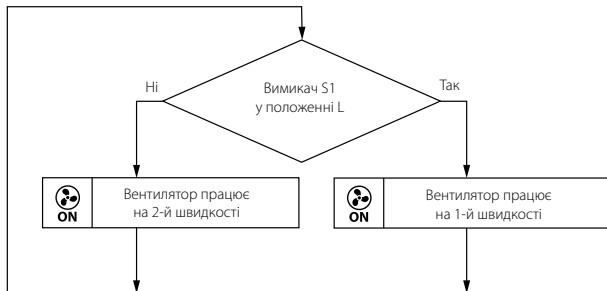 Ні
Вимикач S1
у положенні L
Так
ON
Вентилятор працює
на 2-й швидкості
ON
Вентилятор працює
на 1-й швидкості